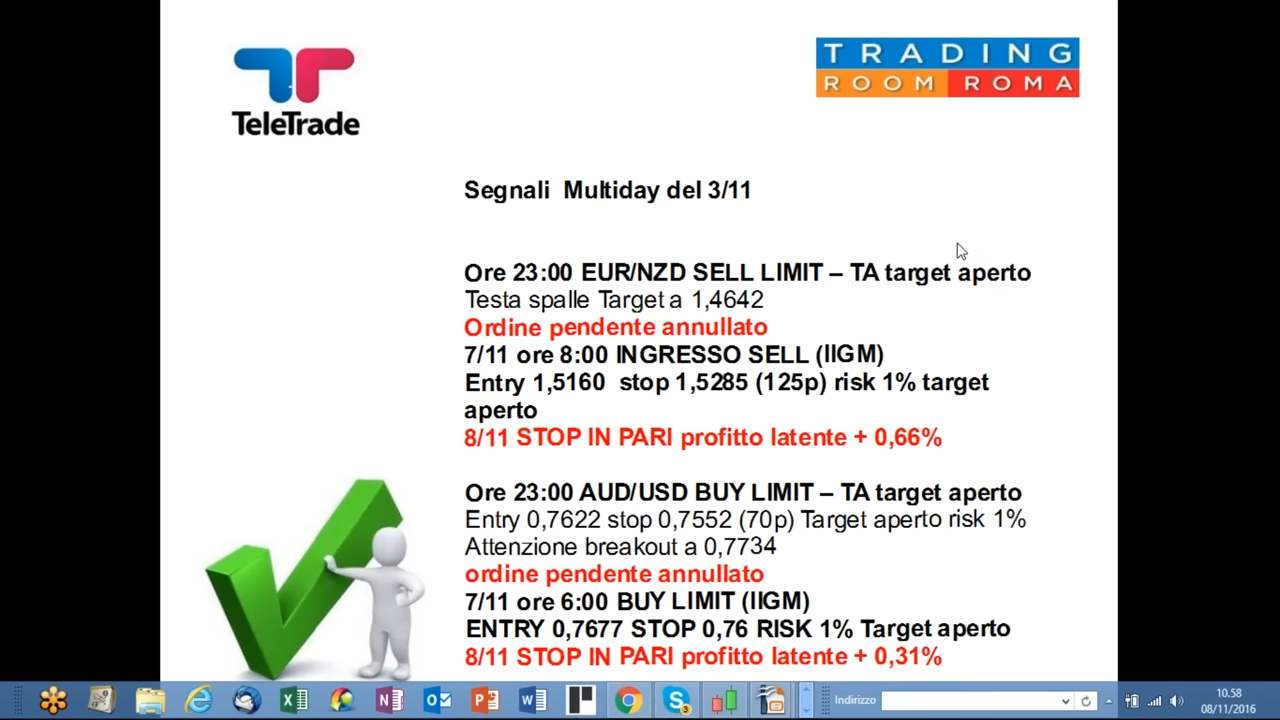 TeleTrade
TRADING
ROOM ROMA
Segnali Multiday del 3/11
Ore 23:00 EUR/NZD SELL LIMIT – TA target aperto
Testa spalle Target a 1,4642
Ordine pendente annullato
7/11 ore 8:00 INGRESSO SELL (IIGM)
Entry 1,5160 stop 1,5285 (125p) risk 1% target
aperto
8/11 STOP IN PARI profitto latente + 0,66%
Ore 23:00 AUD/USD BUY LIMIT – TA target aperto
Entry 0,7622 stop 0,7552 (70p) Target aperto risk 1%
Attenzione breakout a 0,7734
ordine pendente annullato
7/11 ore 6:00 BUY LIMIT (IIGM)
ENTRY 0,7677 STOP 0,76 RISK 1% Target aperto
8/11 STOP IN PARI profitto latente + 0,31%
Indirizzo
10.58
08/11/2016